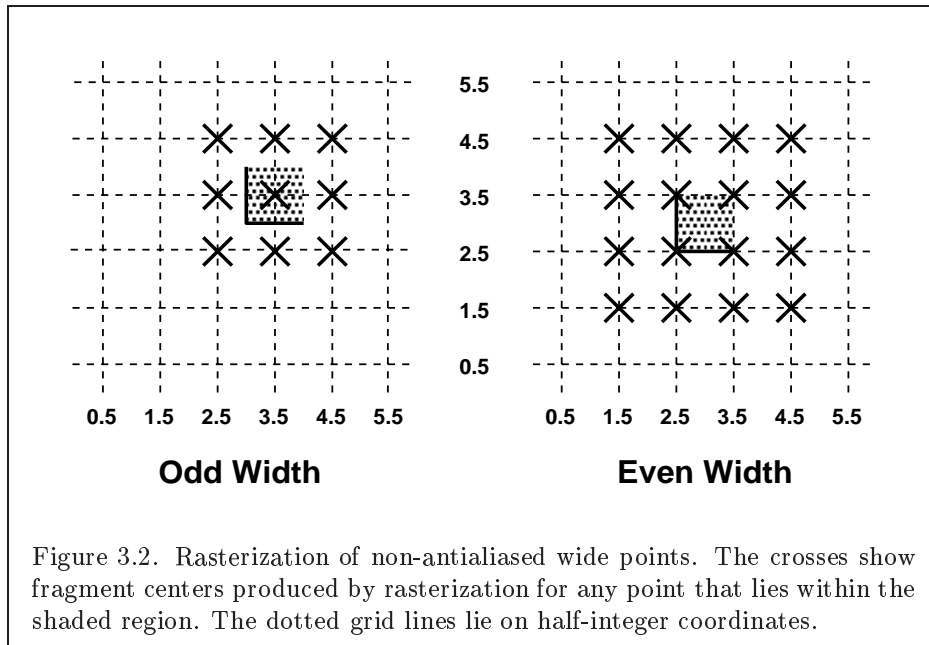 5.5
4.5
3.5
2.5
1.5
0.5
0.5 1.5 2.5 3.5 4.5 5.5
0.5 1.5 2.5 3.5 4.5 5.5
Odd Width
Even Width
Figure 3.2. Rasterization of non-antialiased wide points. The crosses show
fragment centers produced by rasterization for any point that lies within the
shaded region. The dotted grid lines lie on half-integer coordinates.